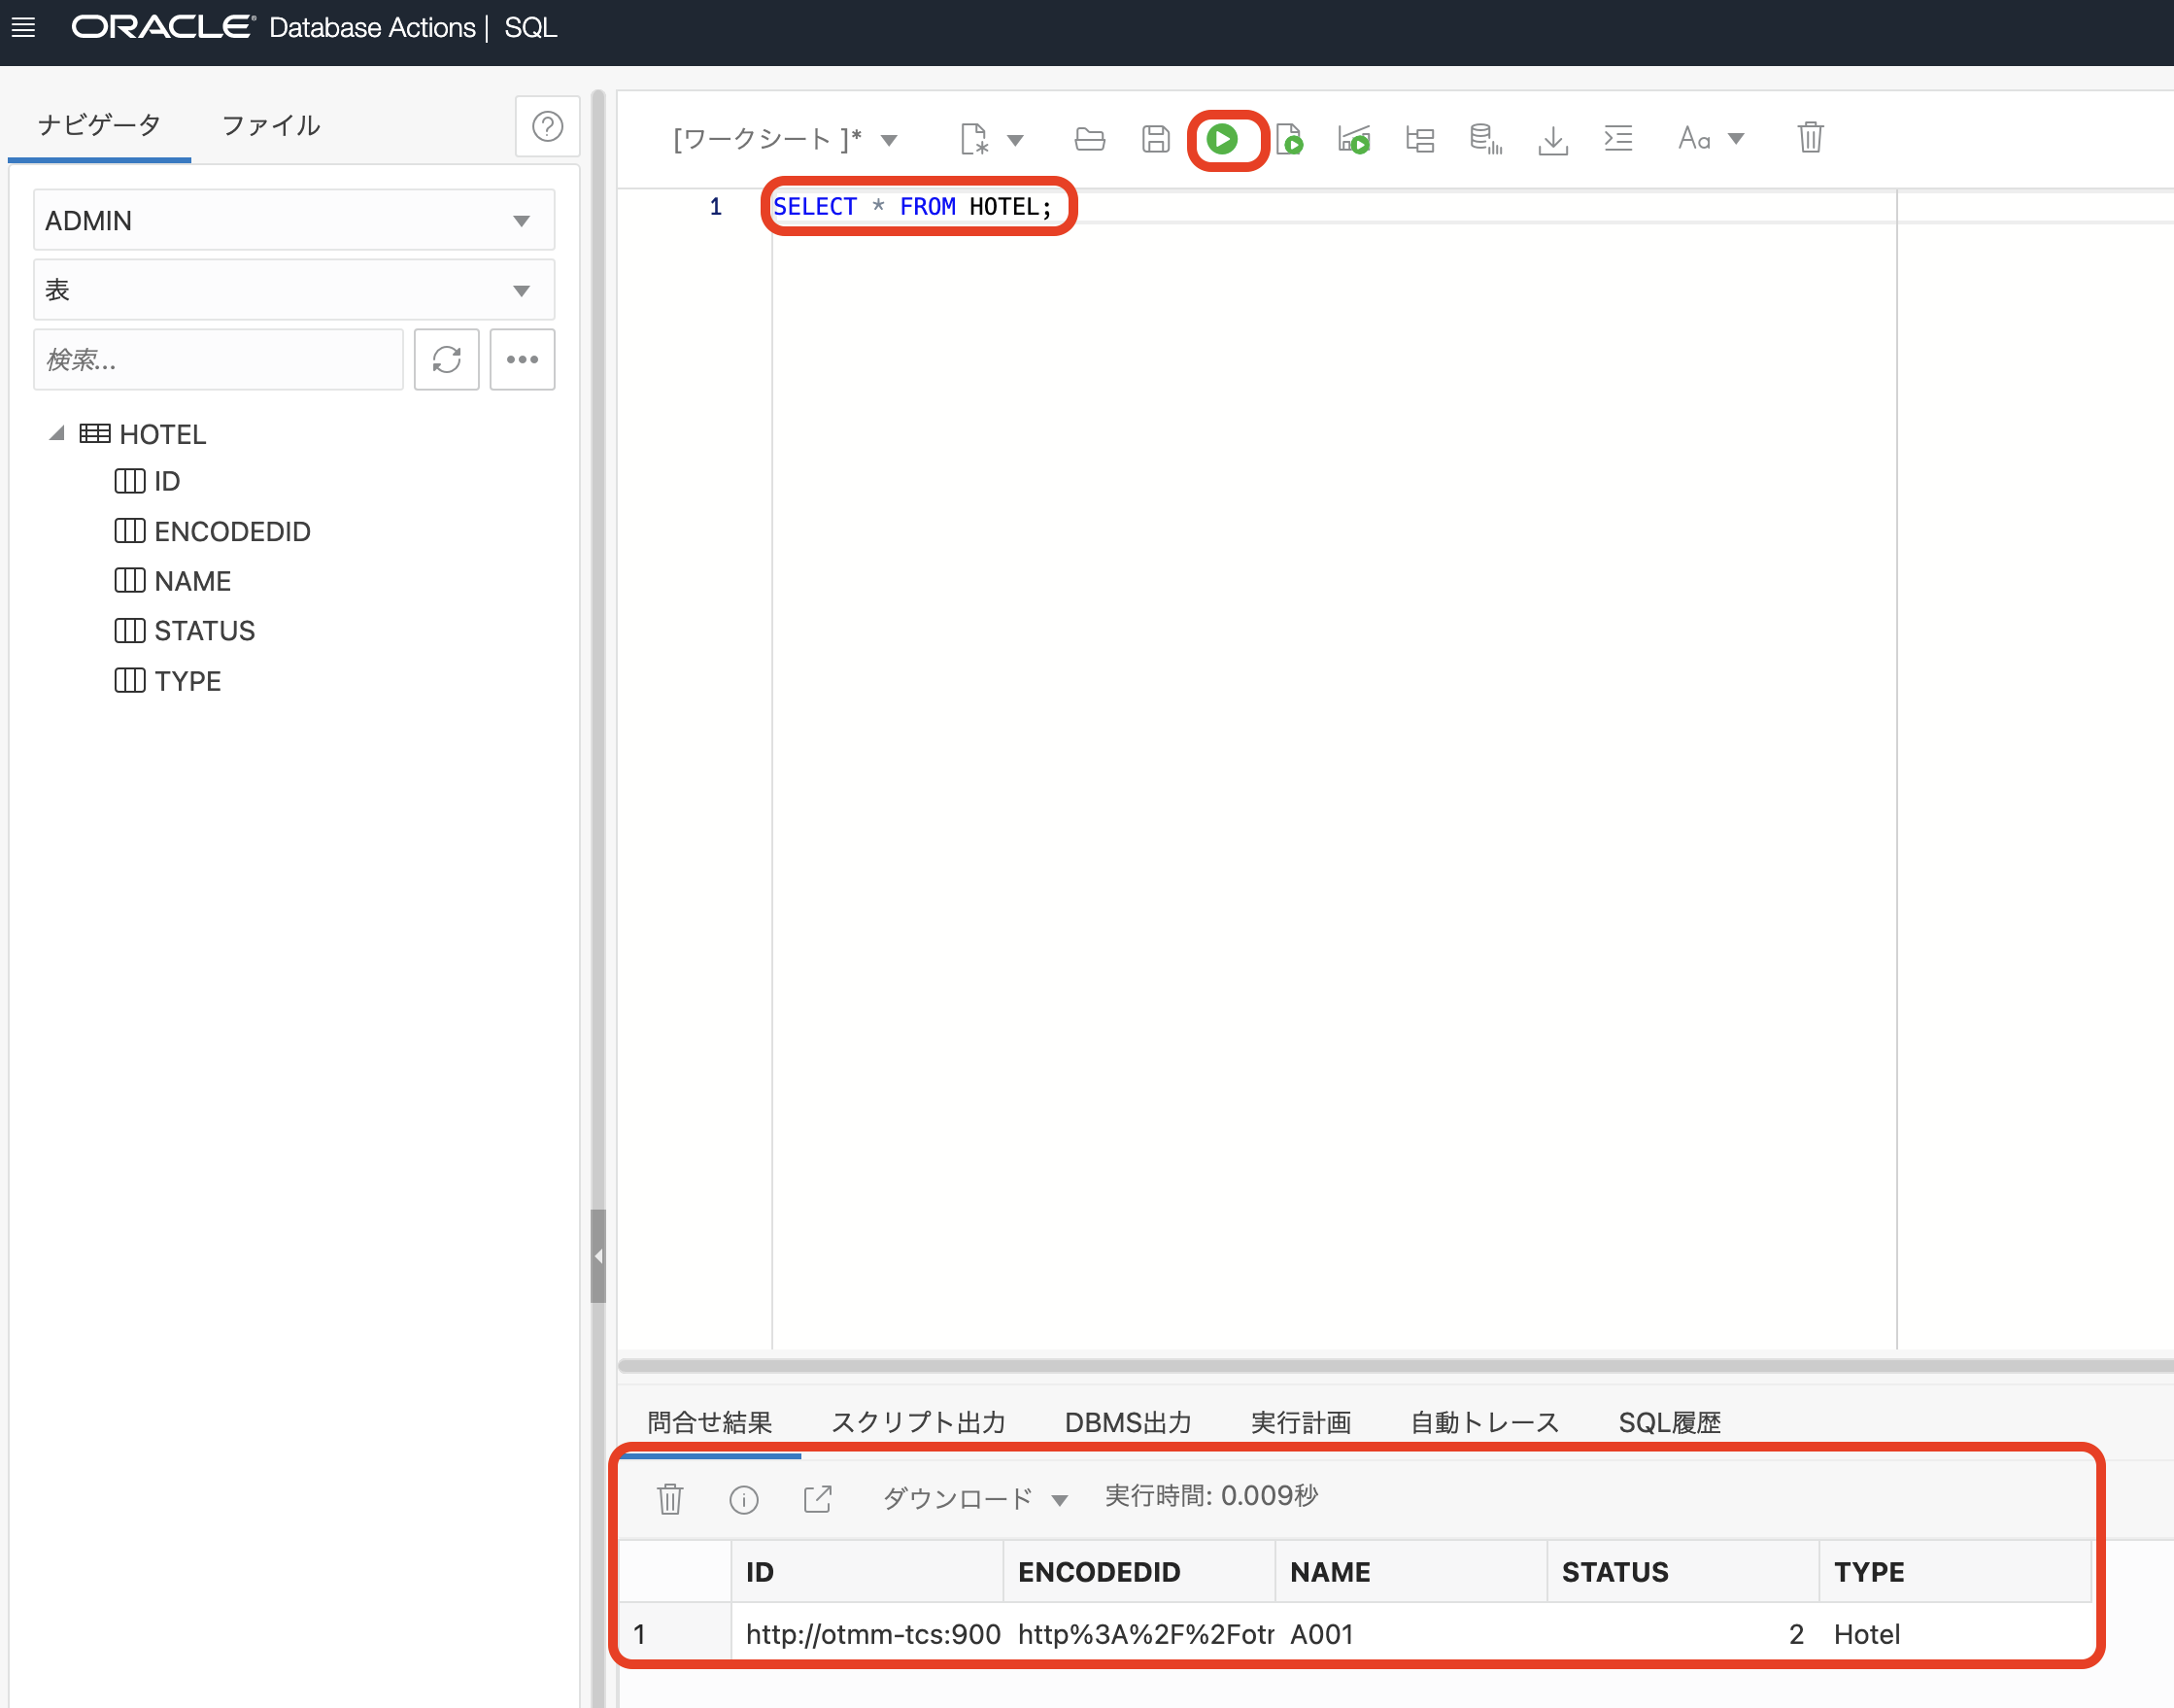 ORACLE Database Actions | SQL
ナビゲータ ファイル
ADMIN
表
検索...
HOTEL
ID
ENCODEDID
NAME
STATUS
TYPE
[ワークシート ]* Aa
1 SELECT * FROM HOTEL;
問合せ結果 スクリプト出力 DBMS出力 実行計画 自動トレース SQL履歴
ダウンロード 実行時間: 0.009秒
ID ENCODEDID NAME STATUS TYPE
1 http://otmm-tcs:900 http%3A%2F%2Fotr A001 2 Hotel